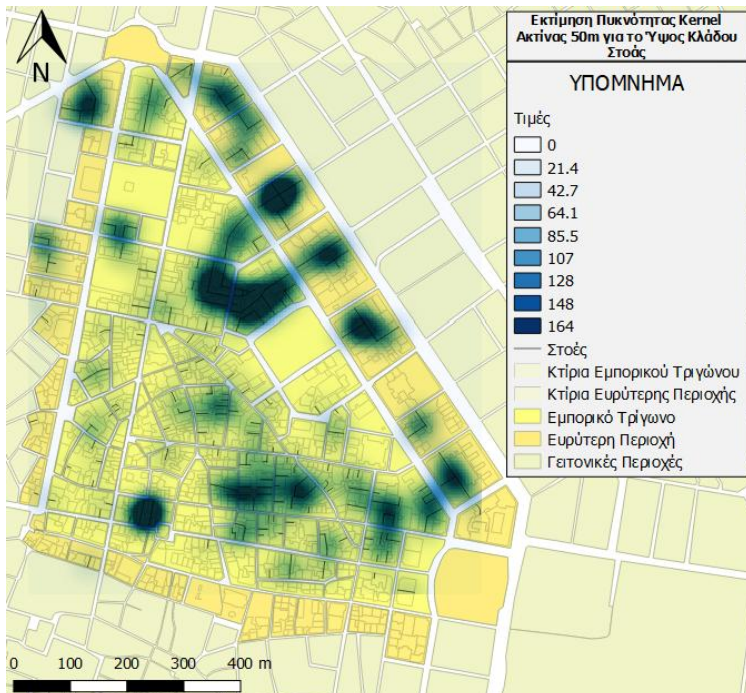 Εκτίμηση Πυκνότητας Kernel
Ακτίνας 50m για το Ύψος Κλάδου
Στοάς
ΥΠΟΜΝΗΜΑ
Τιμές
0
21.4
42.7
64.1
85.5
107
128
148
164
Στοές
Κτίρια Εμπορικού Τριγώνου
Κτίρια Ευρύτερης Περιοχής
Εμπορικό Τρίγωνο
Ευρύτερη Περιοχή
Γειτονικές Περιοχές
N
0 100 200 300 400 m